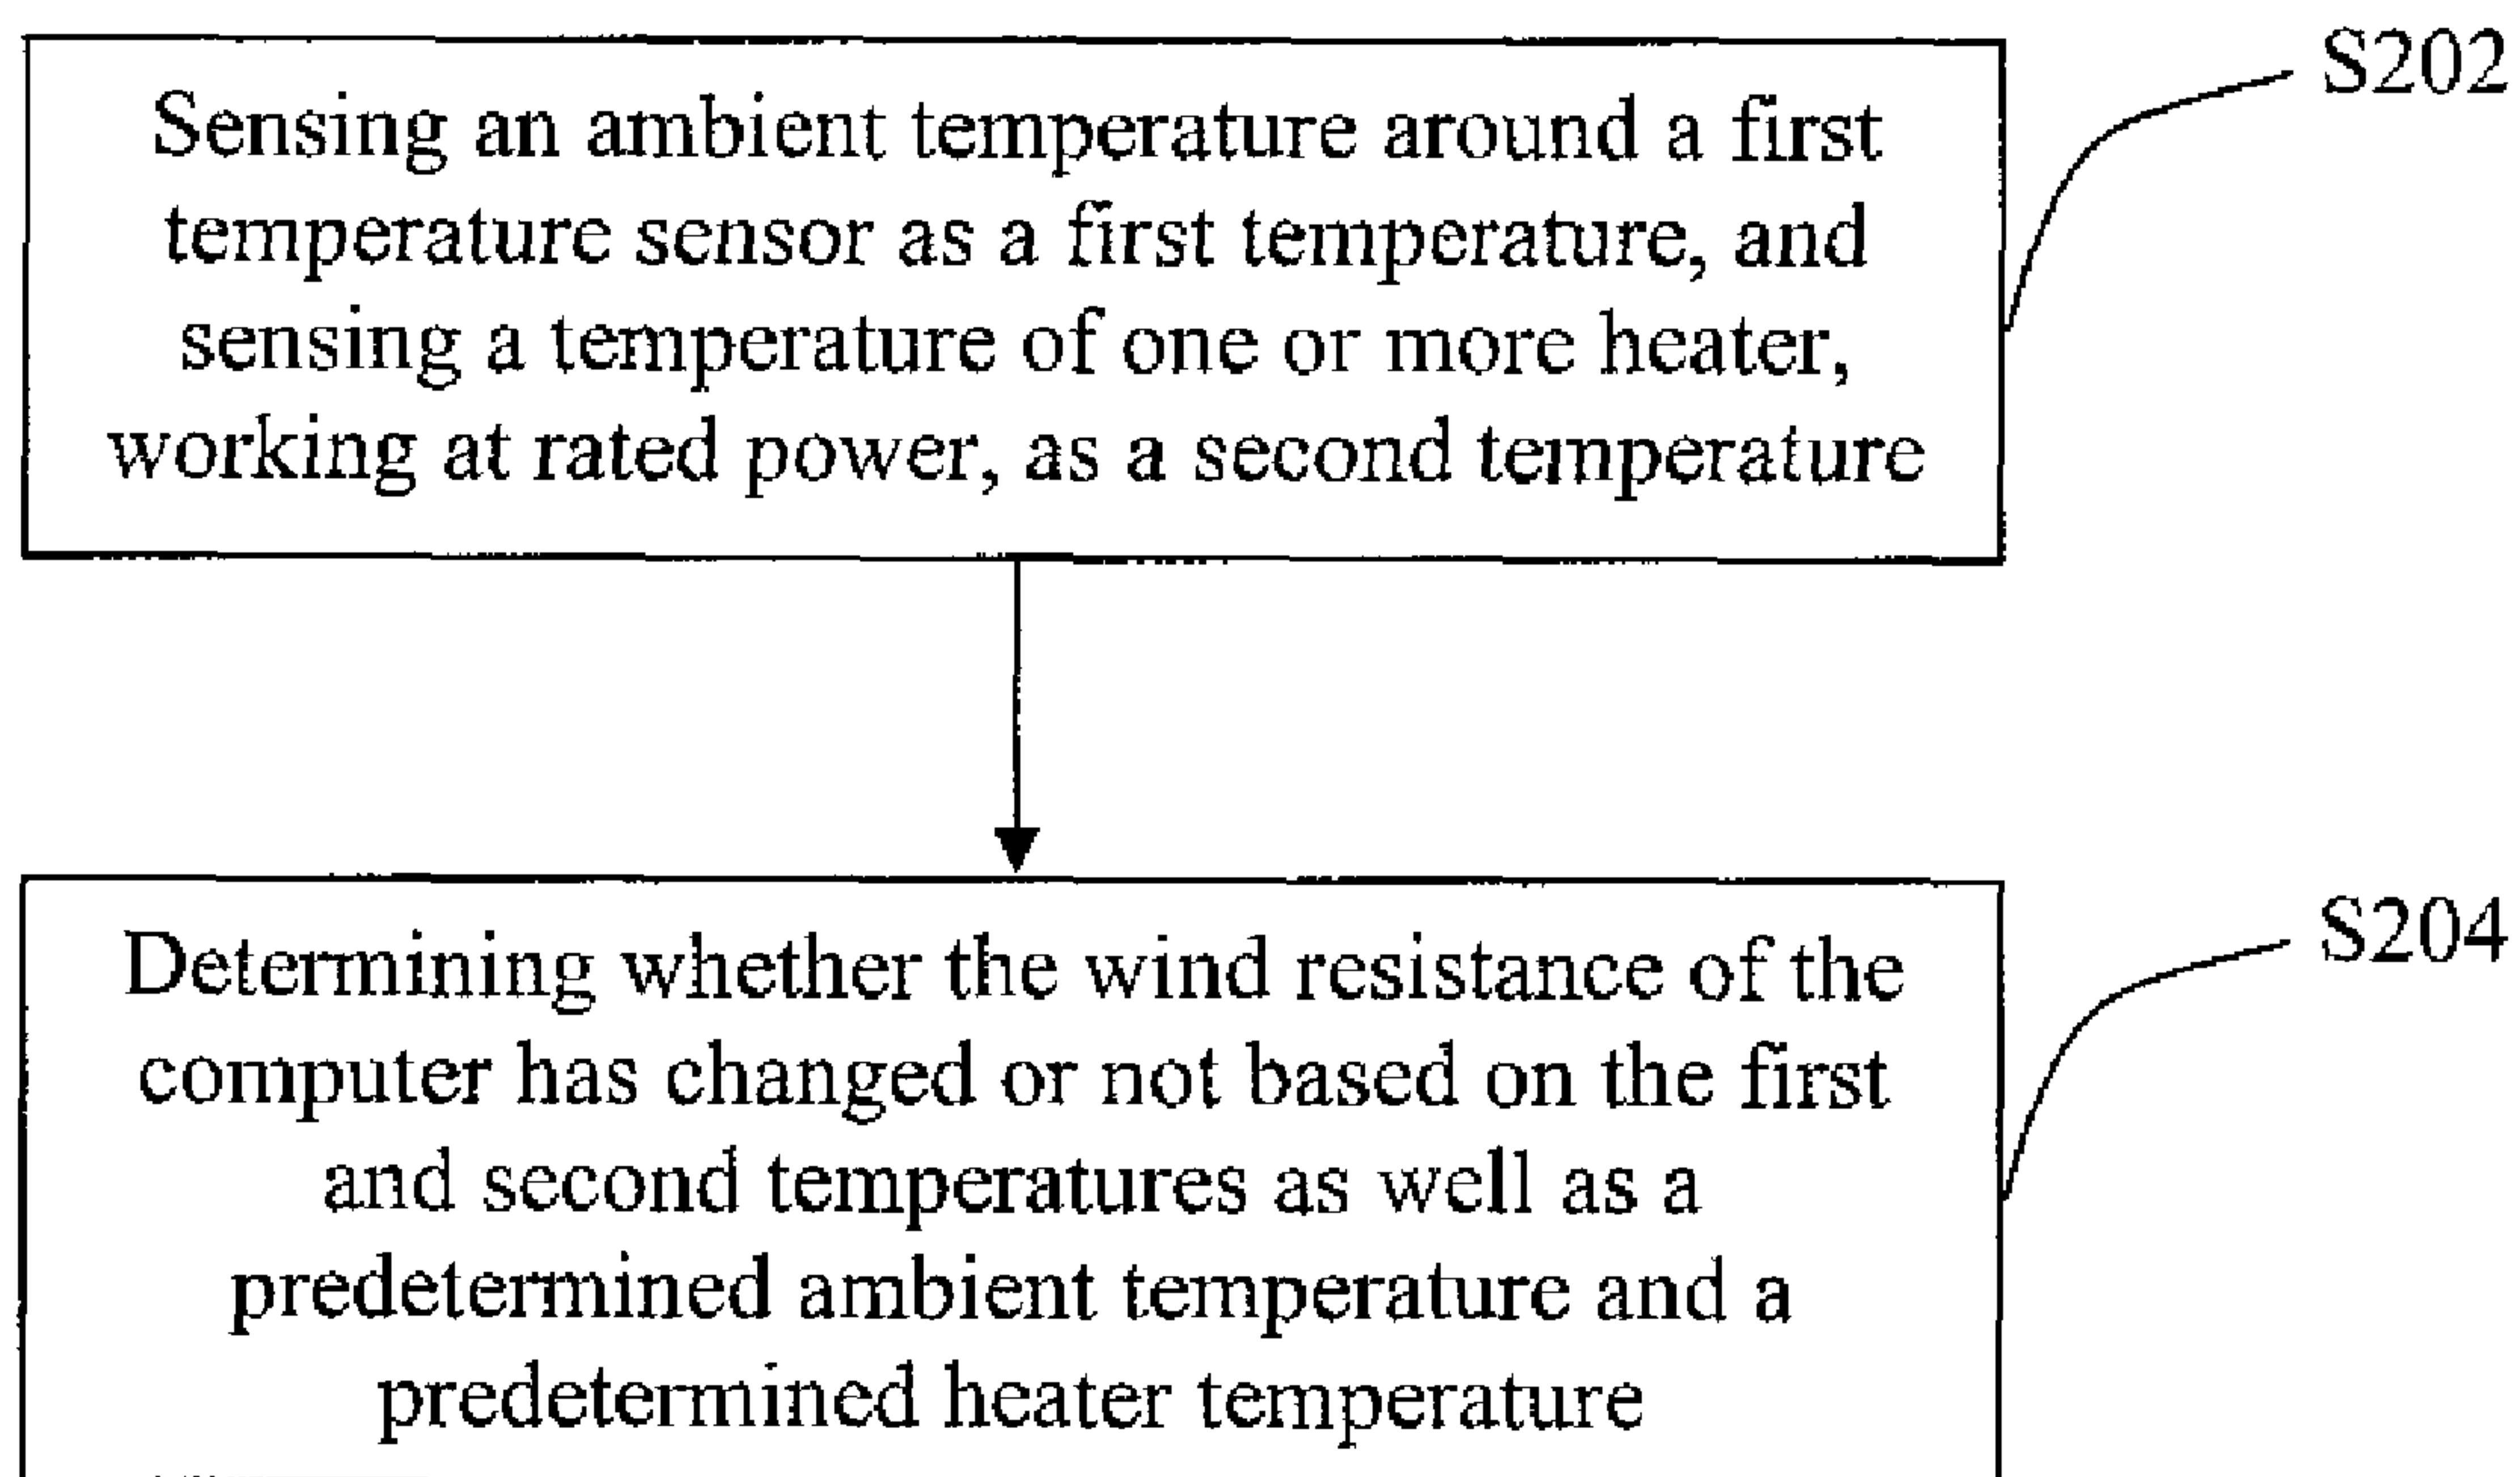 S202
Sensing an ambient temperature around a first
temperature sensor as a first temperature, and
sensing a temperature of one or more heater,
working at rated power, as a second temperature
S204
Determining whether the wind resistance of the
computer has changed or not based on the first
and second temperatures as well as a
predetermined ambient temperature and a
predetermined heater temperature